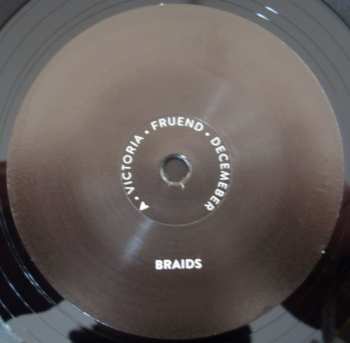 A • VICTORIA • FRUEND • DECEMEBER
BRAIDS